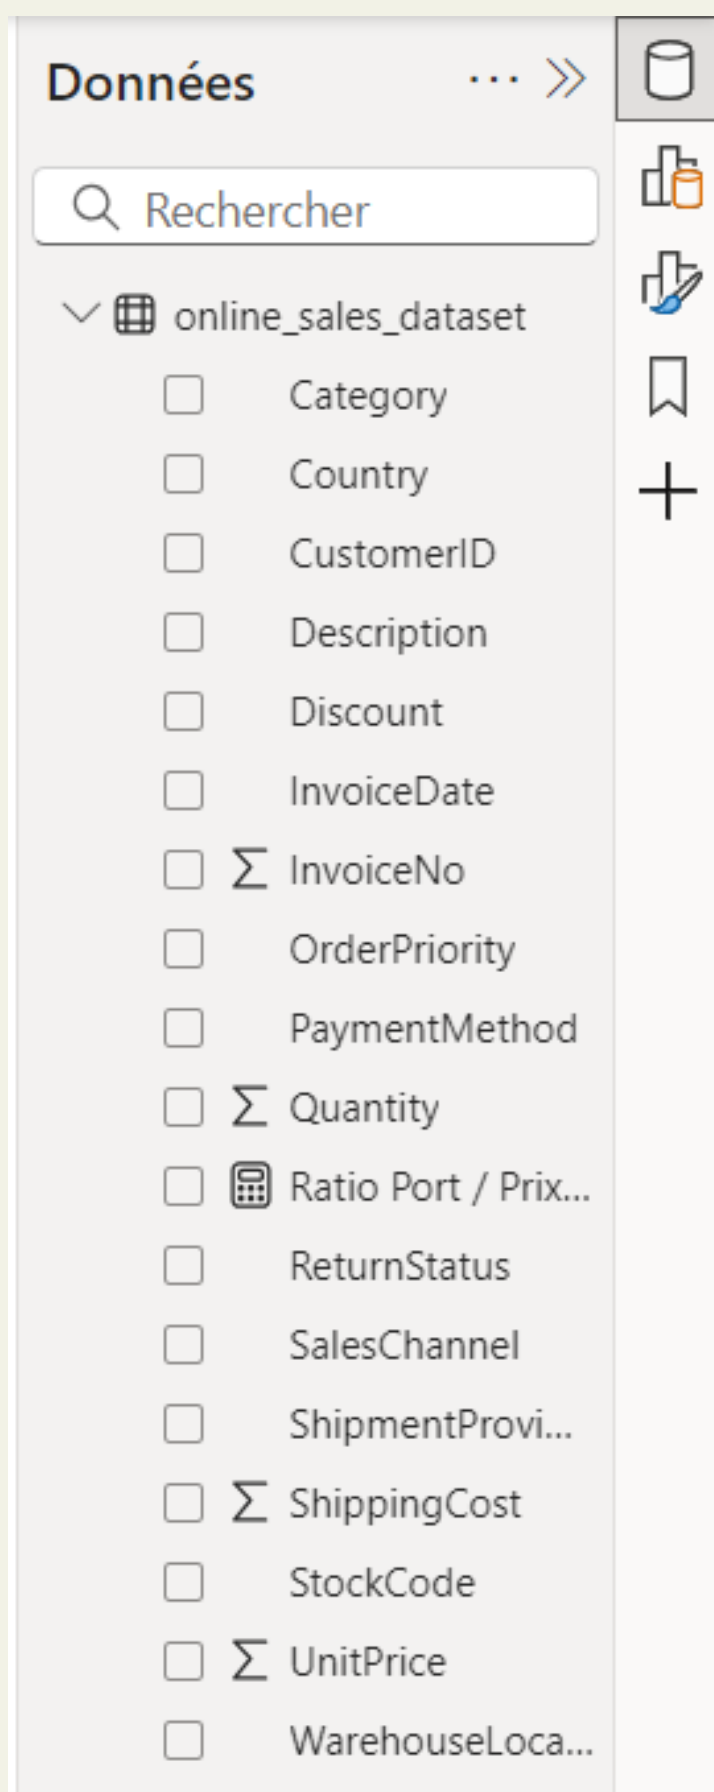 Données
Rechercher
online_sales_dataset
Category
Country
CustomerID
Description
Discount
InvoiceDate
InvoiceNo
OrderPriority
PaymentMethod
Quantity
Ratio Port / Prix...
ReturnStatus
SalesChannel
ShipmentProvi...
ShippingCost
StockCode
UnitPrice
WarehouseLoca...